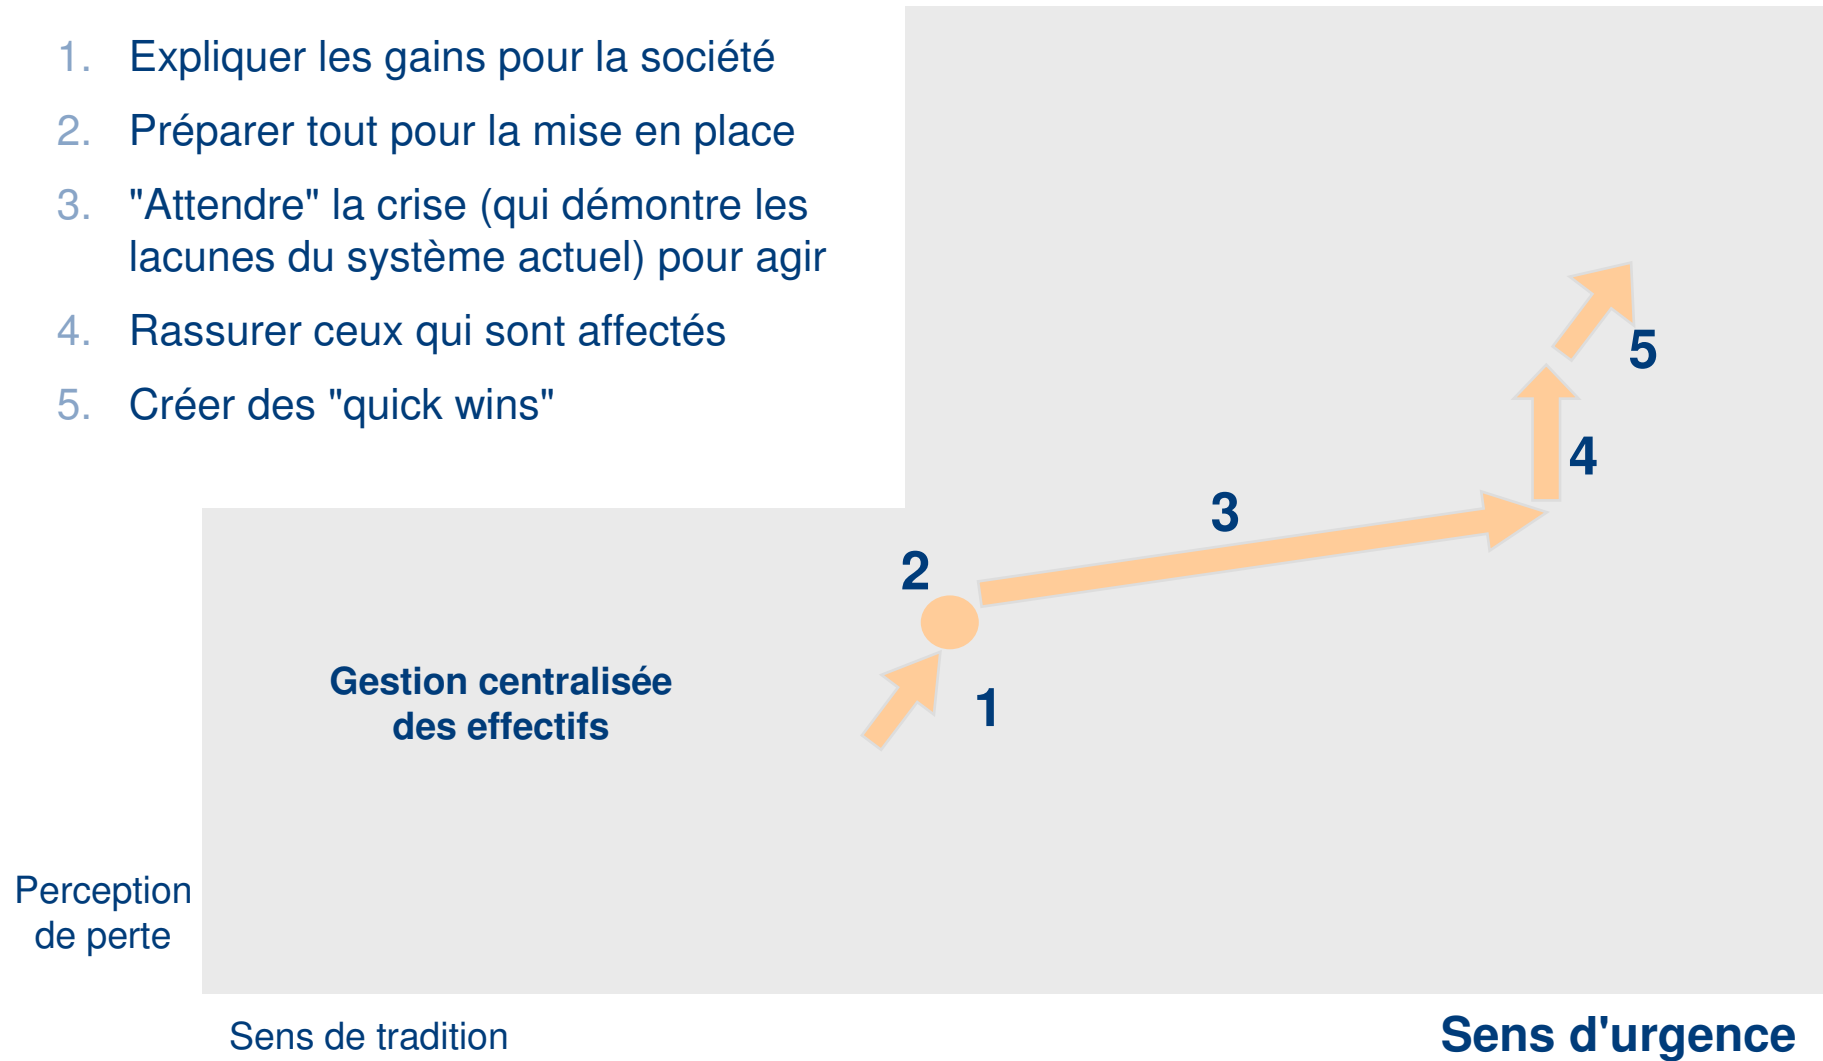 1. Expliquer les gains pour la société
2. Préparer tout pour la mise en place
3. "Attendre" la crise (qui démontre les
lacunes du système actuel) pour agir
4. Rassurer ceux qui sont affectés
5. Créer des "quick wins"
5
4
3
2
Gestion centralisée
des effectifs
1
Perception
de perte
Sens de tradition
Sens d'urgence